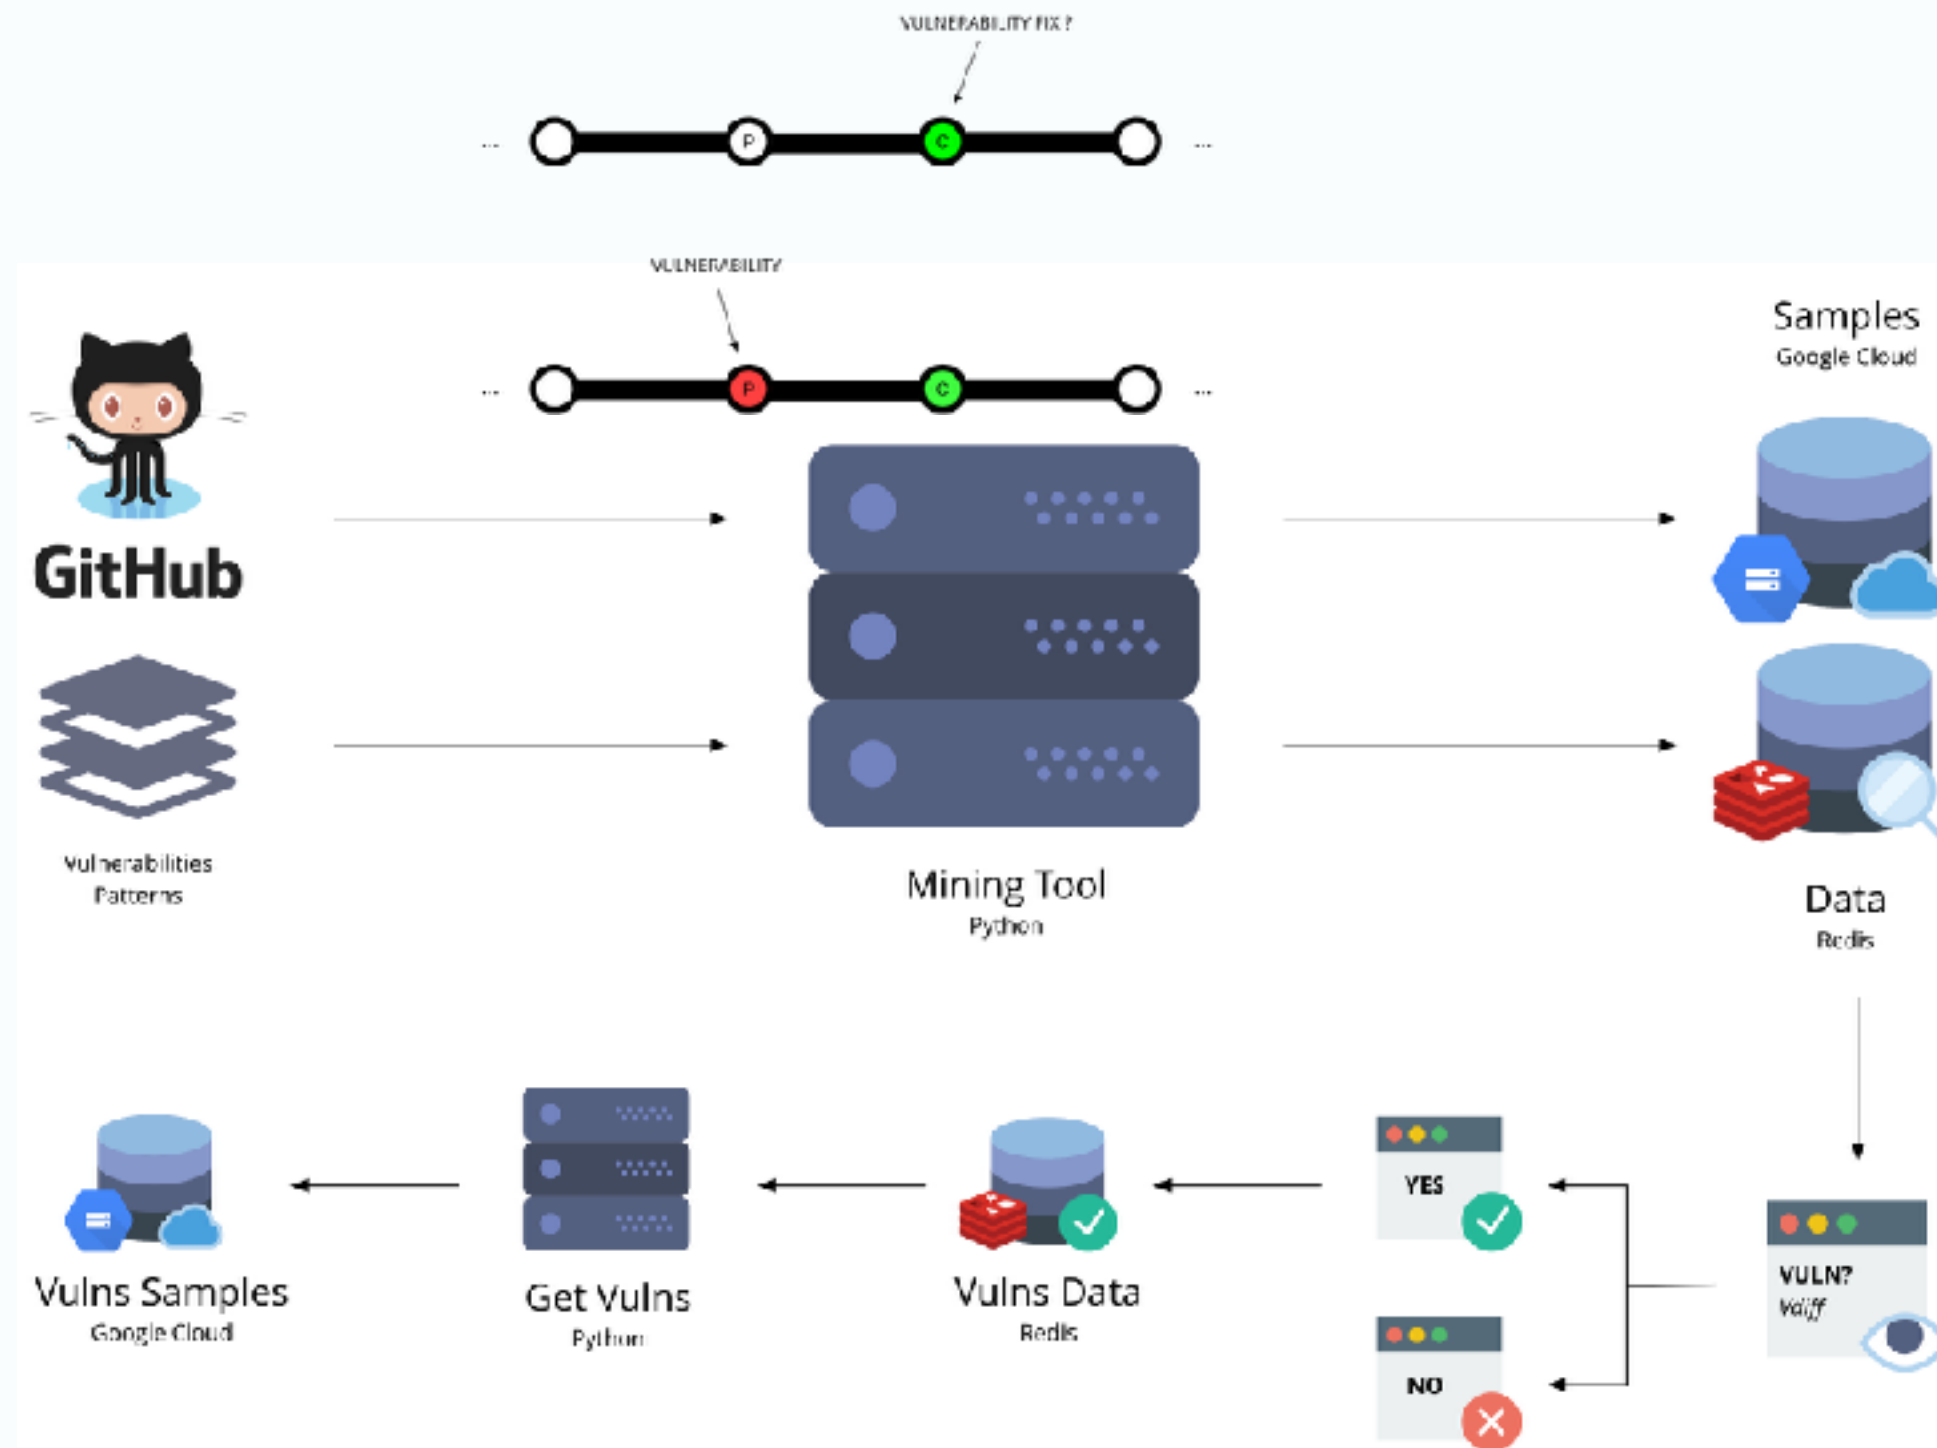 VULNERABILITY FIX ?
... P C ...
VULNERABILITY
... P C ...
Samples
Google Cloud
GitHub
Vulnerabilities
Patterns
Mining Tool
Python
Data
Redis
YES
VULN?
Vdiff
Vulns Samples
Google Cloud
Get Vulns
Python
Vulns Data
Redis
NO